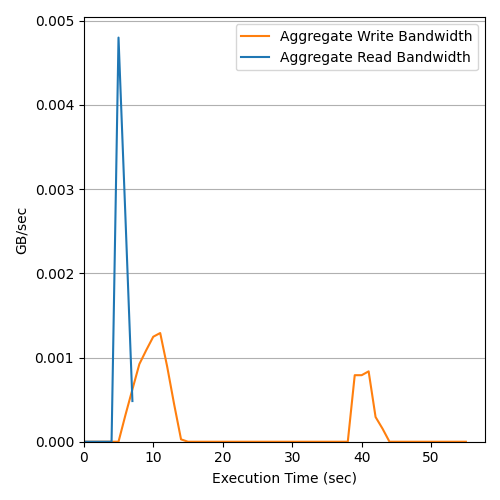 Aggregate Write Bandwidth
Aggregate Read Bandwidth
GB/sec
0.005
0.004
0.003
0.002
0.001
0.000
0 10 20 30 40 50
Execution Time (sec)